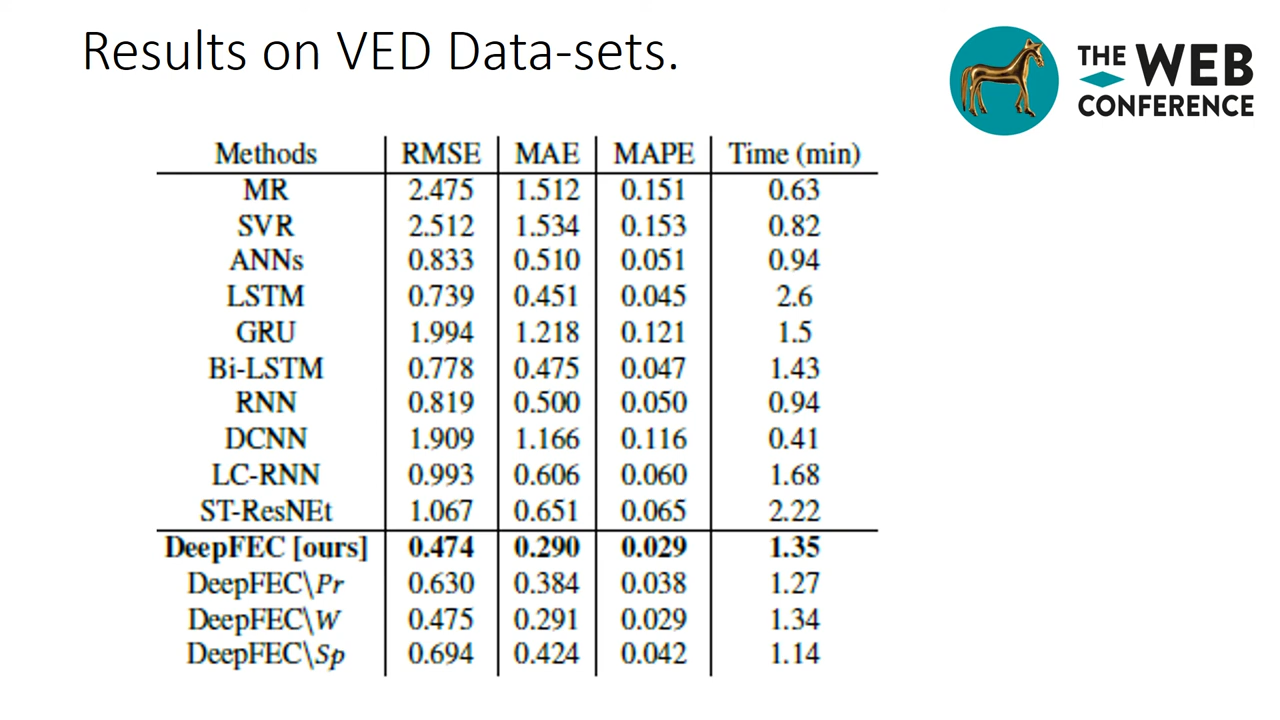 Results on VED Data-sets.
THE WEB
CONFERENCE
Methods RMSE MAE MAPE Time (min)
MR 2.475 1.512 0.151 0.63
SVR 2.512 1.534 0.153 0.82
ANNs 0.833 0.510 0.051 0.94
LSTM 0.739 0.451 0.045 2.6
GRU 1.994 1.218 0.121 1.5
Bi-LSTM 0.778 0.475 0.047 1.43
RNN 0.819 0.500 0.050 0.94
DCNN 1.909 1.166 0.116 0.41
LC-RNN 0.993 0.606 0.060 1.68
ST-ResNEt 1.067 0.651 0.065 2.22
DeepFEC [ours] 0.474 0.290 0.029 1.35
DeepFEC\Pr 0.630 0.384 0.038 1.27
DeepFEC\W 0.475 0.291 0.029 1.34
DeepFEC\Sp 0.694 0.424 0.042 1.14